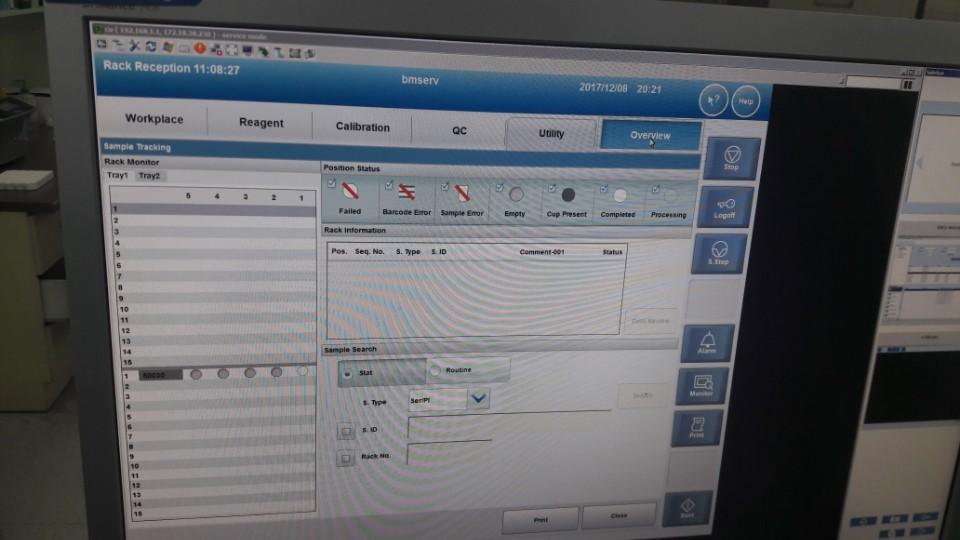 service mode
Rack Reception 11:08:27
bmserv
2017/12/08 20:21
?
Help
Workplace
Reagent
Calibration
QC
Utility
Overview
Sample Tracking
Rack Monitor
Tray1 Tray2
5 4 3 2 1
1
2
3
4
5
6
7
8
9
10
11
12
13
14
15
1
2
3
4
5
6
7
8
9
10
11
12
13
14
15
Position Status
Failed
Barcode Error
Sample Error
Empty
Cup Present
Completed
Processing
Rack Information
Pos. Seq. No. S. Type S. ID Comment-001 Status
Sample Search
Stat
Routine
S. Type
Ser/Pl
S. ID
Rack No.
Print
Close
Stop
Logoff
S. Stop
Alarm
Monitor
Print
Start